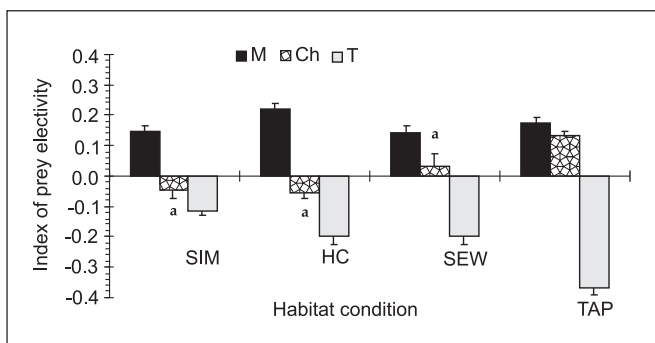 M Ch T
0.4
0.3
0.2
0.1
0.0
-0.1
-0.2
-0.3
-0.4
Index of prey electivity
a
a
a
SIM
HC
SEW
TAP
Habitat condition